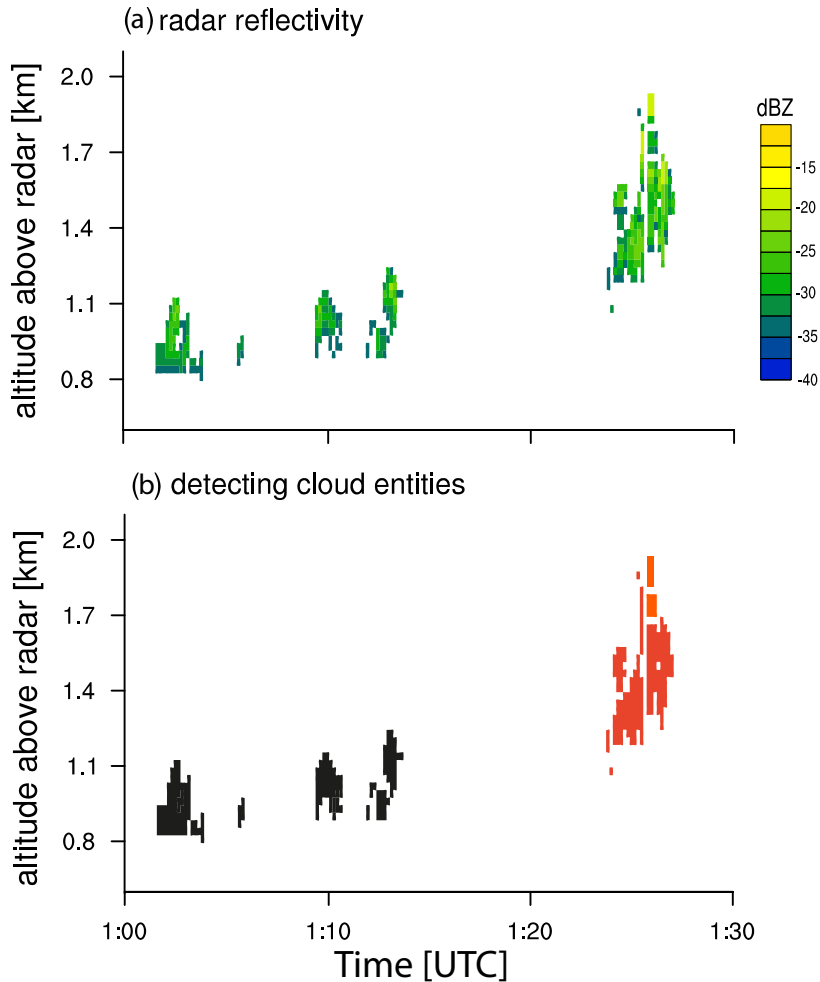 (a) radar reflectivity
altitude above radar [km]
2.0
1.7
1.4
1.1
0.8
dBZ
-15
-20
-25
-30
-35
-40
(b) detecting cloud entities
altitude above radar [km]
2.0
1.7
1.4
1.1
0.8
1:00 1:10 1:20 1:30
Time [UTC]